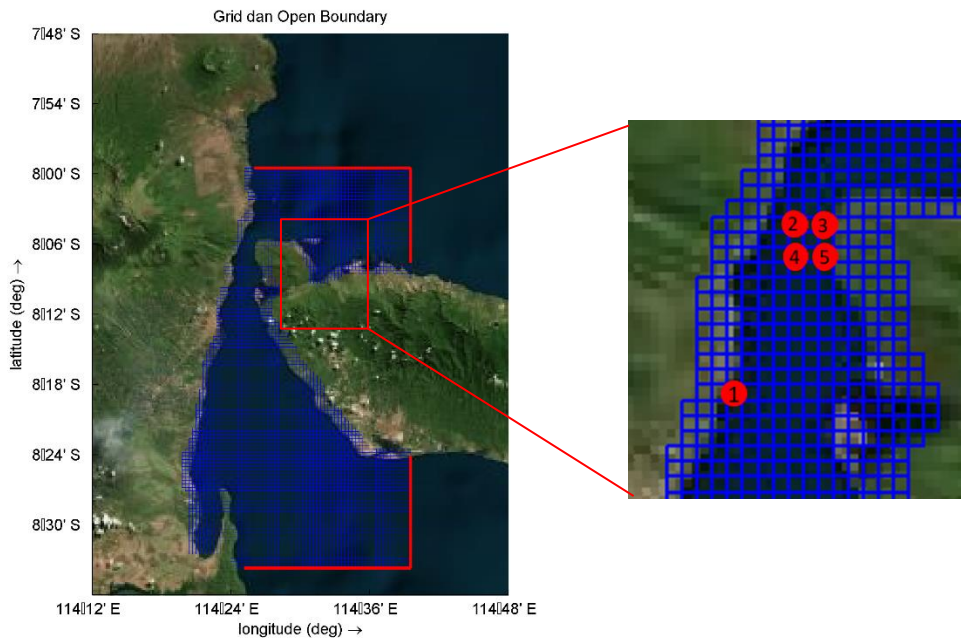 Grid dan Open Boundary
7▯48' S
7▯54' S
8▯00' S
8▯06' S
8▯12' S
8▯18' S
8▯24' S
8▯30' S
latitude (deg) →
114▯12' E
114▯24' E
114▯36' E
114▯48' E
longitude (deg) →
2 3
4 5
1